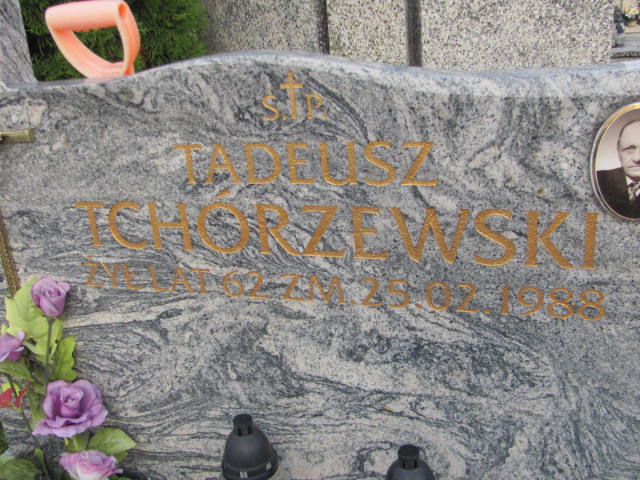 Ś.†P.
TADEUSZ
TCHÓRZEWSKI
ŻYŁ LAT 62 ZM. 25.02.1988